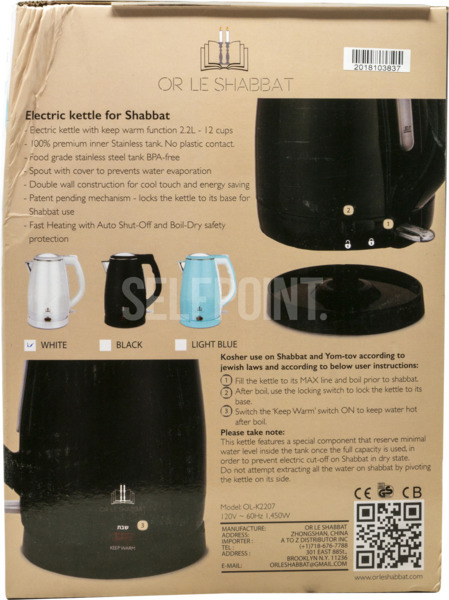 OR LE SHABBAT
2018103837
Electric kettle for Shabbat
- Electric kettle with keep warm function 2.2L - 12 cups
- 100% premium inner Stainless tank. No plastic contact.
- Food grade stainless steel tank BPA-free
- Spout with cover to prevents water evaporation
- Double wall construction for cool touch and energy saving
- Patent pending mechanism - locks the kettle to its base for
Shabbat use
- Fast Heating with Auto Shut-Off and Boil-Dry safety
protection
2
1
SELFPOINT.
WHITE
BLACK
LIGHT BLUE
Kosher use on Shabbat and Yom-tov according to
jewish laws and according to below user instructions:
1 Fill the kettle to its MAX line and boil prior to shabbat.
2 After boil, use the locking switch to lock the kettle to its
base.
3 Switch the 'Keep Warm' switch ON to keep water hot
after boil.
Please take note:
This kettle features a special component that reserve minimal
water level inside the tank once the full capacity is used, in
order to prevent electric cut-off on Shabbat in dry state.
Do not attempt extracting all the water on shabbat by pivoting
the kettle on its side.
שבת
3
KEEP WARM
Model: OL-K2207
120V ~ 60Hz 1,450W
CE
GS
CB
MANUFACTURE: OR LE SHABBAT
ADDRESS: ZHONGSHAN, CHINA
IMPORTER : A TO Z DISTRIBUTOR INC
TEL : (+1)718-676-7788
ADDRESS: 301 EAST 88St.,
BROOKLYN N.Y. 11236
E-MAIL: ORLESHABBAT@GMAIL.COM
www.orleshabbat.com